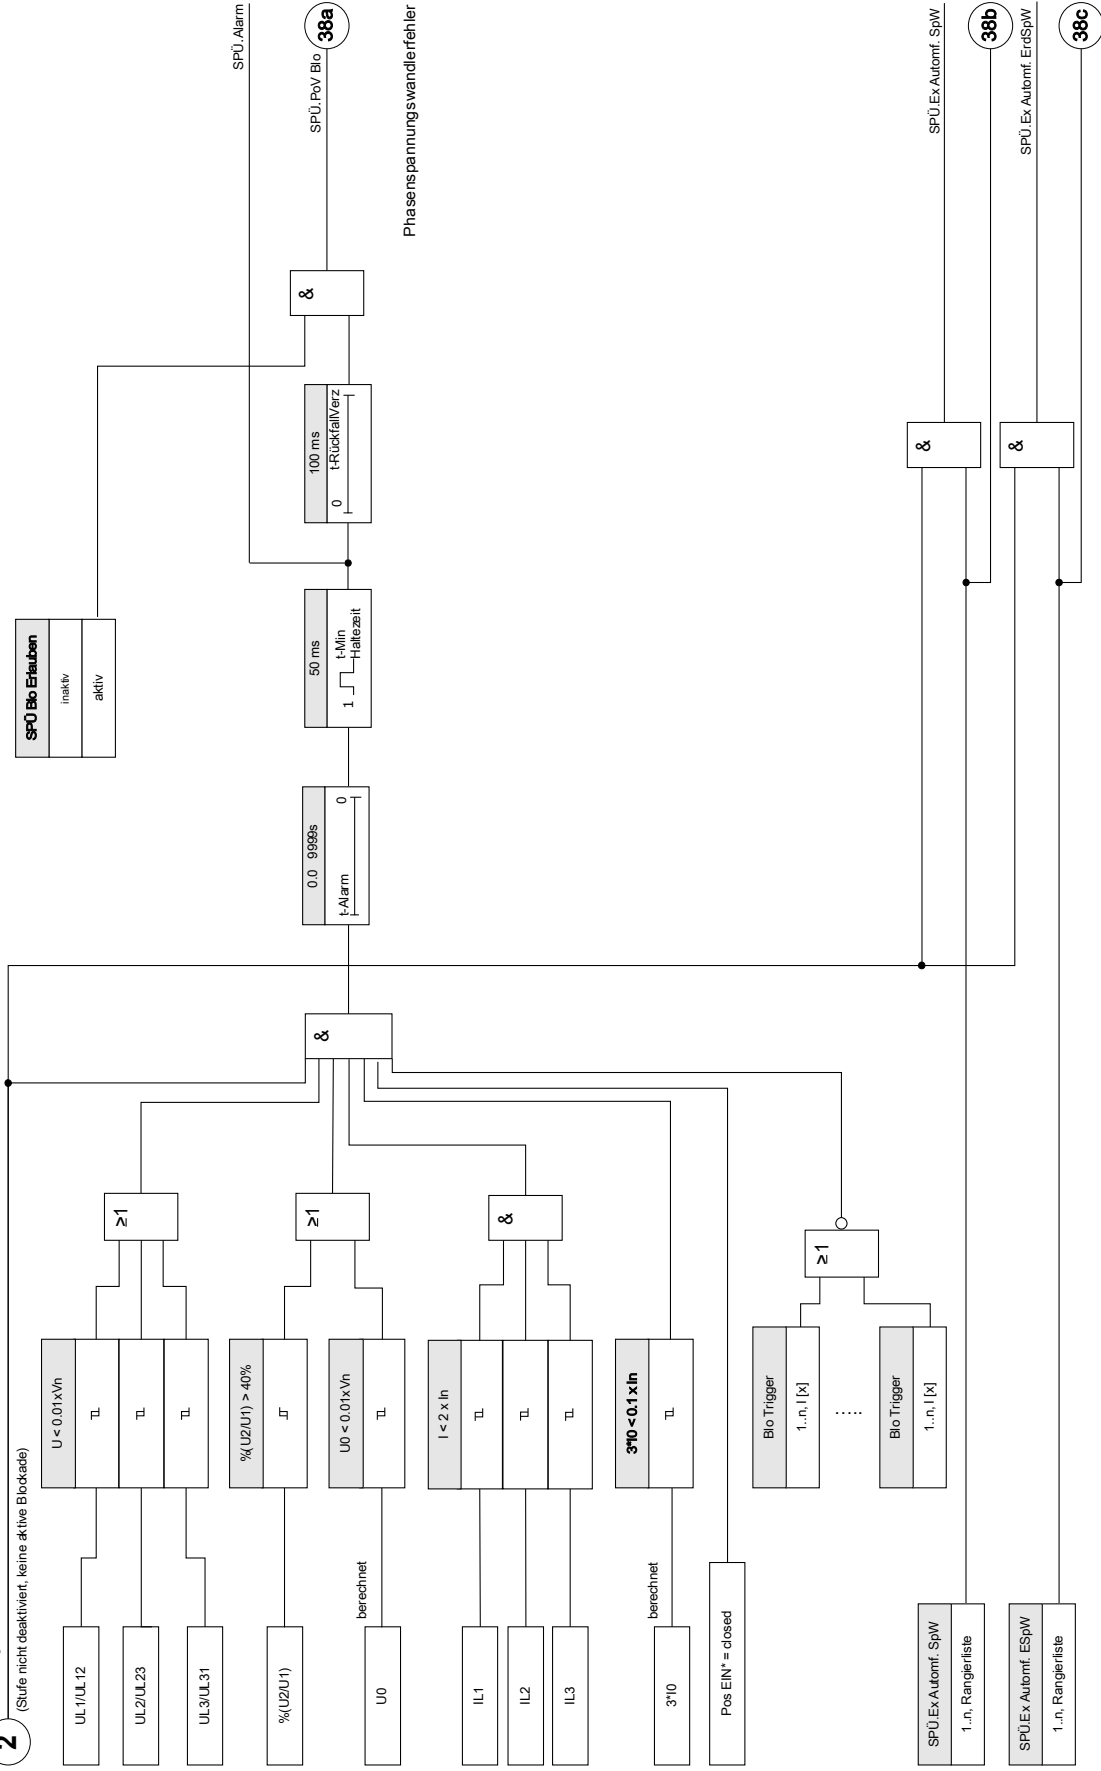 2
(Stufe nicht deaktiviert, keine aktive Blockade)
UL1/UL12
UL2/UL23
UL3/UL31
U < 0.01xVn
≥1
%(U2/U1)
%(U2/U1) > 40%
U0
berechnet
U0 < 0.01xVn
≥1
IL1
IL2
IL3
I < 2 x In
&
3*I0
berechnet
3*I0 < 0.1 x In
Pos EIN* = closed
Blo Trigger
1..n, I [x]
.....
Blo Trigger
1..n, I [x]
≥1
&
0.0 9999s
t-Alarm
0
50 ms
1
t-Min
Haltezeit
100 ms
0
t-RückfallVerz
SPÜ Blo Erlauben
inaktiv
aktiv
&
SPÜ.Alarm
SPÜ.PoV Blo
38a
Phasenspannungswandlerfehler
SPÜ.Ex Automf. SpW
1..n, Rangierliste
&
SPÜ.Ex Automf. SpW
38b
SPÜ.Ex Automf. ESpW
1..n, Rangierliste
&
SPÜ.Ex Automf. ErdSpW
38c